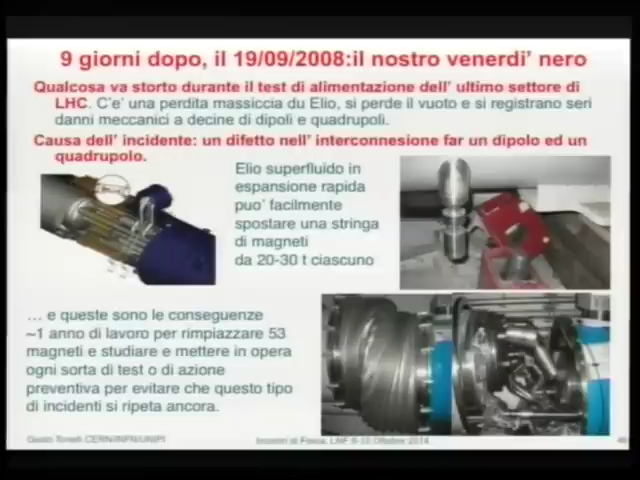 9 giorni dopo, il 19/09/2008:il nostro venerdi’ nero
Qualcosa va storto durante il test di alimentazione dell’ ultimo settore di
LHC. C’e’ una perdita massiccia du Elio, si perde il vuoto e si registrano seri
danni meccanici a decine di dipoli e quadrupoli.
Causa dell’ incidente: un difetto nell’ interconnesione far un dipolo ed un
quadrupolo.
Elio superfluido in
espansione rapida
puo’ facilmente
spostare una stringa
di magneti
da 20-30 t ciascuno
… e queste sono le conseguenze
~1 anno di lavoro per rimpiazzare 53
magneti e studiare e mettere in opera
ogni sorta di test o di azione
preventiva per evitare che questo tipo
di incidenti si ripeta ancora.
Guido Tonelli CERN/INFN/UNIPI
Incontri di Fisica, LNF 8-10 Ottobre 2014